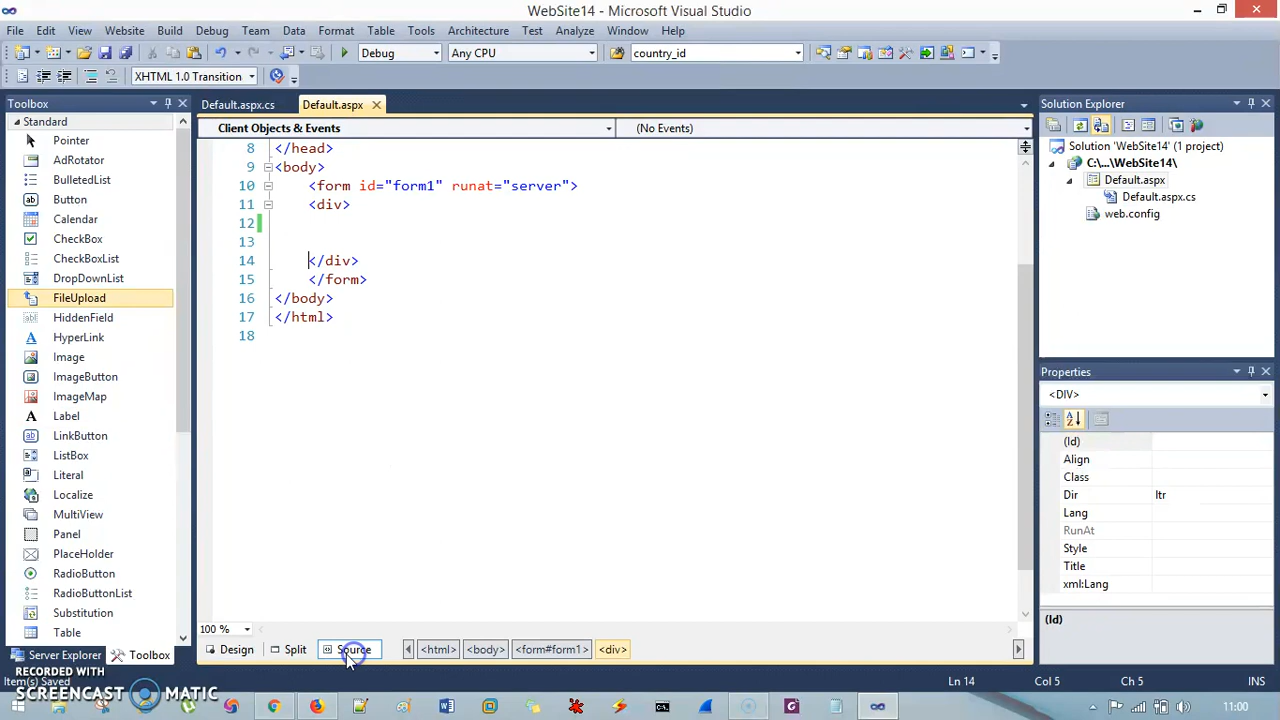 WebSite14 - Microsoft Visual Studio
File Edit View Website Build Debug Team Data Format Table Tools Architecture Test Analyze Window Help
Debug Any CPU country_id
XHTML 1.0 Transition
Toolbox
Default.aspx.cs Default.aspx
Solution Explorer
Standard
Client Objects & Events (No Events)
Pointer
AdRotator
BulletedList
Button
Calendar
CheckBox
CheckBoxList
DropDownList
FileUpload
HiddenField
HyperLink
Image
ImageButton
ImageMap
Label
LinkButton
ListBox
Literal
Localize
MultiView
Panel
PlaceHolder
RadioButton
RadioButtonList
Substitution
Table
Server Explorer Toolbox
8 </head>
9 <body>
10 <form id="form1" runat="server">
11 <div>
12
13
14 </div>
15 </form>
16 </body>
17 </html>
18
100 %
Design Split Source <html> <body> <form#form1> <div>
Solution 'WebSite14' (1 project)
C:\...\WebSite14\
Default.aspx
Default.aspx.cs
web.config
Properties
<DIV>
(Id)
Align
Class
Dir ltr
Lang
RunAt
Style
Title
xml:Lang
(Id)
Item(s) Saved Ln 14 Col 5 Ch 5 INS
RECORDED WITH
SCREENCAST MATIC
11:00